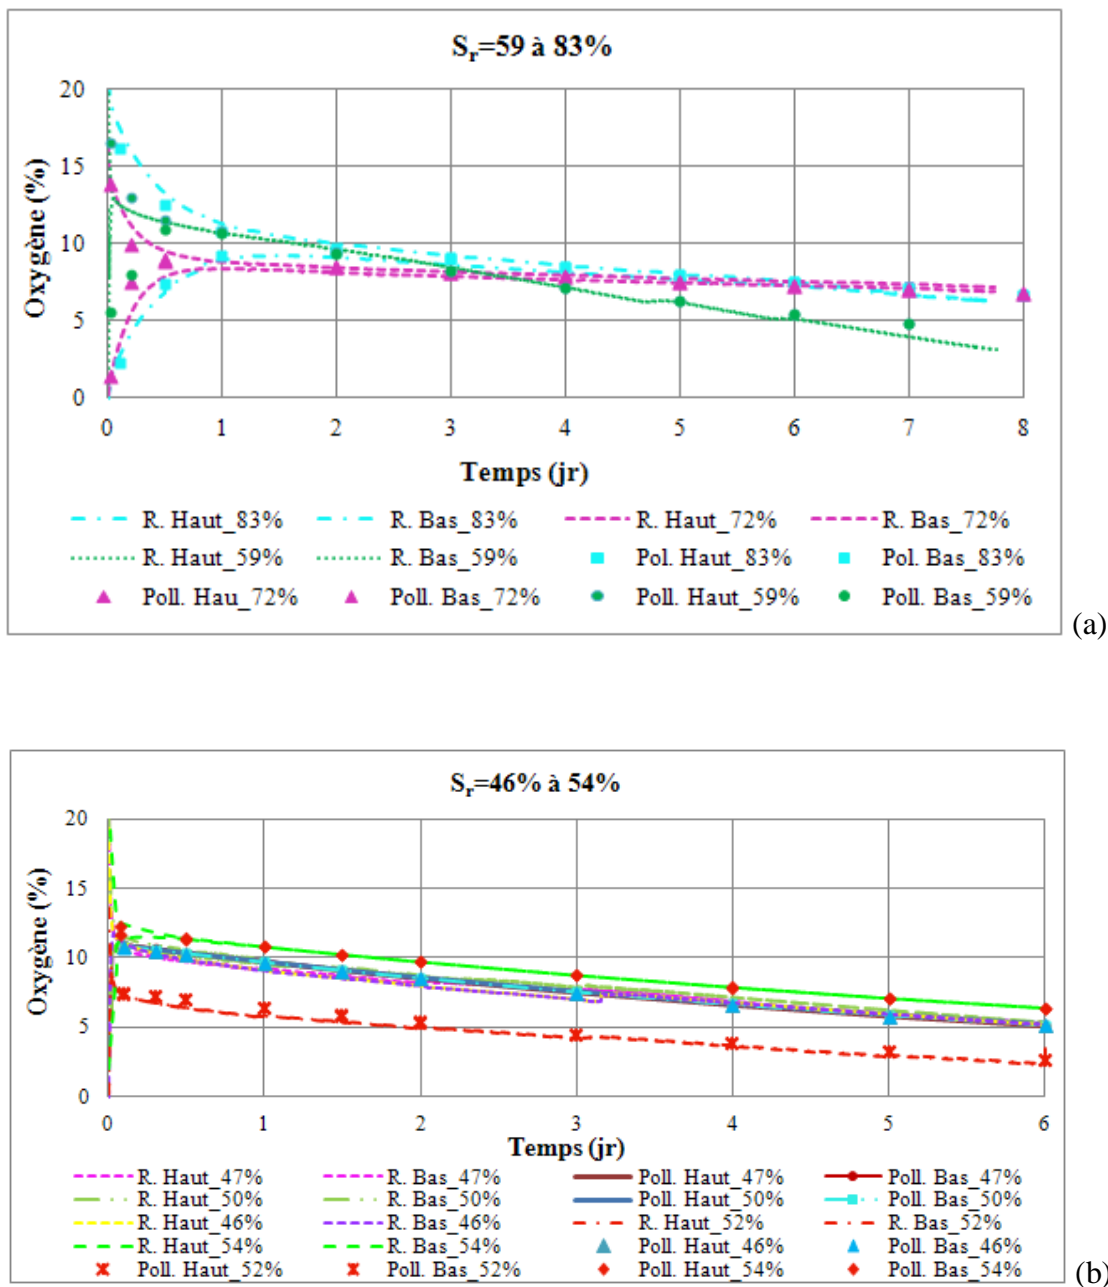 Sr=59 à 83%
20
15
10
5
0
Oxygène (%)
0 1 2 3 4 5 6 7 8
Temps (jr)
R. Haut_83% R. Bas_83% R. Haut_72% R. Bas_72%
R. Haut_59% R. Bas_59% Pol. Haut_83% Pol. Bas_83%
Poll. Hau_72% Poll. Bas_72% Poll. Haut_59% Poll. Bas_59%
(a)
Sr=46% à 54%
20
15
10
5
0
Oxygène (%)
0 1 2 3 4 5 6
Temps (jr)
R. Haut_47% R. Bas_47% Poll. Haut_47% Poll. Bas_47%
R. Haut_50% R. Bas_50% Poll. Haut_50% Poll. Bas_50%
R. Haut_46% R. Bas_46% R. Haut_52% R. Bas_52%
R. Haut_54% R. Bas_54% Poll. Haut_46% Poll. Bas_46%
Poll. Haut_52% Poll. Bas_52% Poll. Haut_54% Poll. Bas_54%
(b)